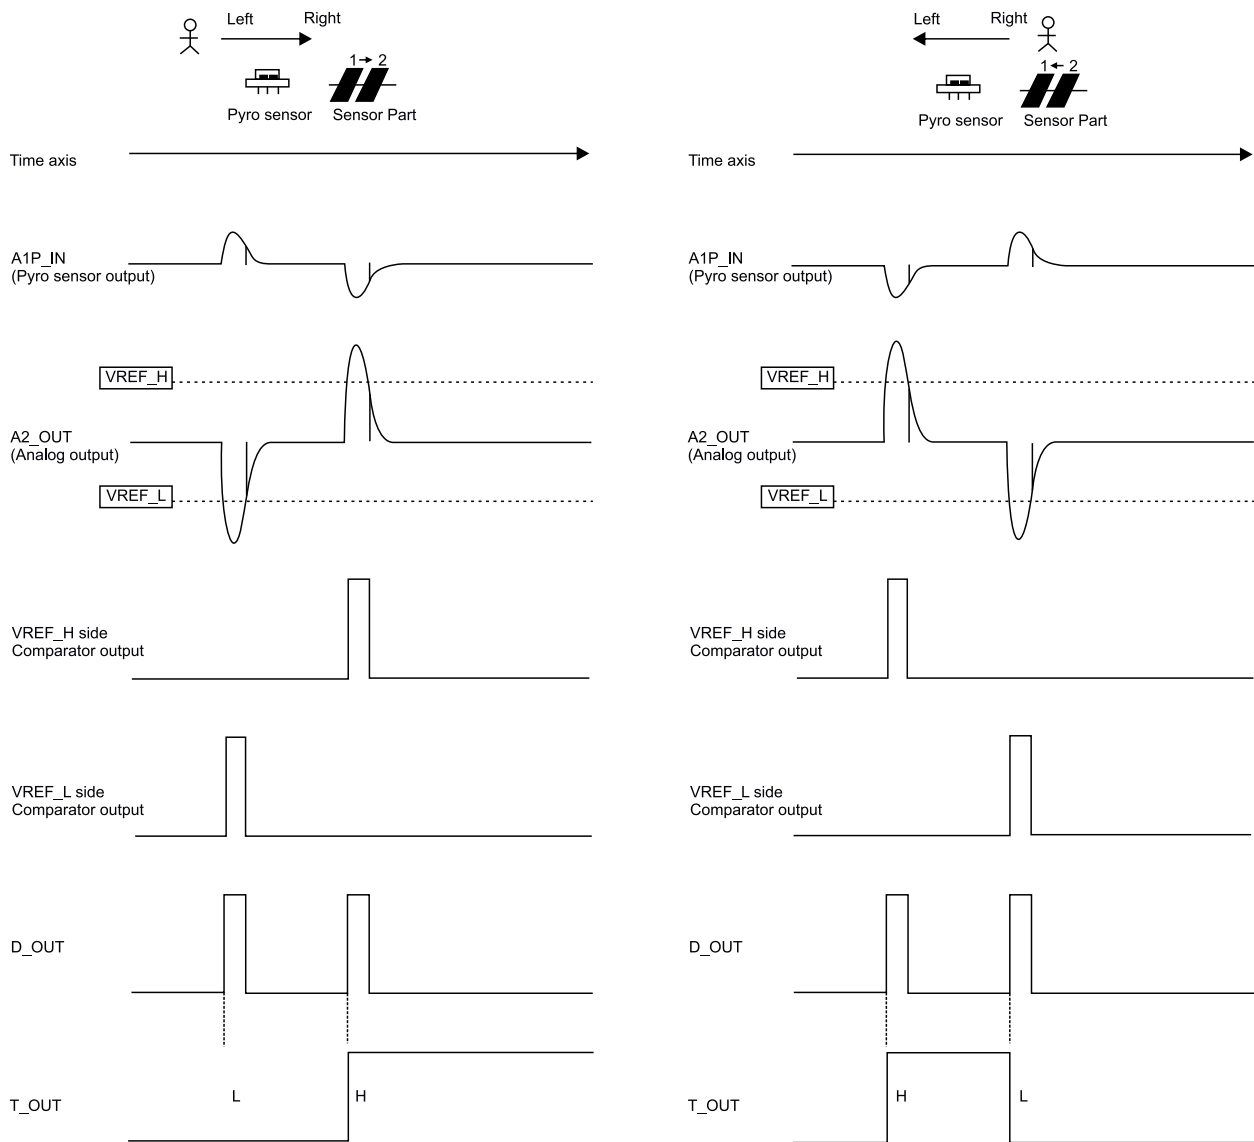 Left Right
1 2
Pyro sensor Sensor Part
Time axis
A1P_IN
(Pyro sensor output)
VREF_H
A2_OUT
(Analog output)
VREF_L
VREF_H side
Comparator output
VREF_L side
Comparator output
D_OUT
L H
T_OUT
Left Right
1 2
Pyro sensor Sensor Part
Time axis
A1P_IN
(Pyro sensor output)
VREF_H
A2_OUT
(Analog output)
VREF_L
VREF_H side
Comparator output
VREF_L side
Comparator output
D_OUT
H L
T_OUT